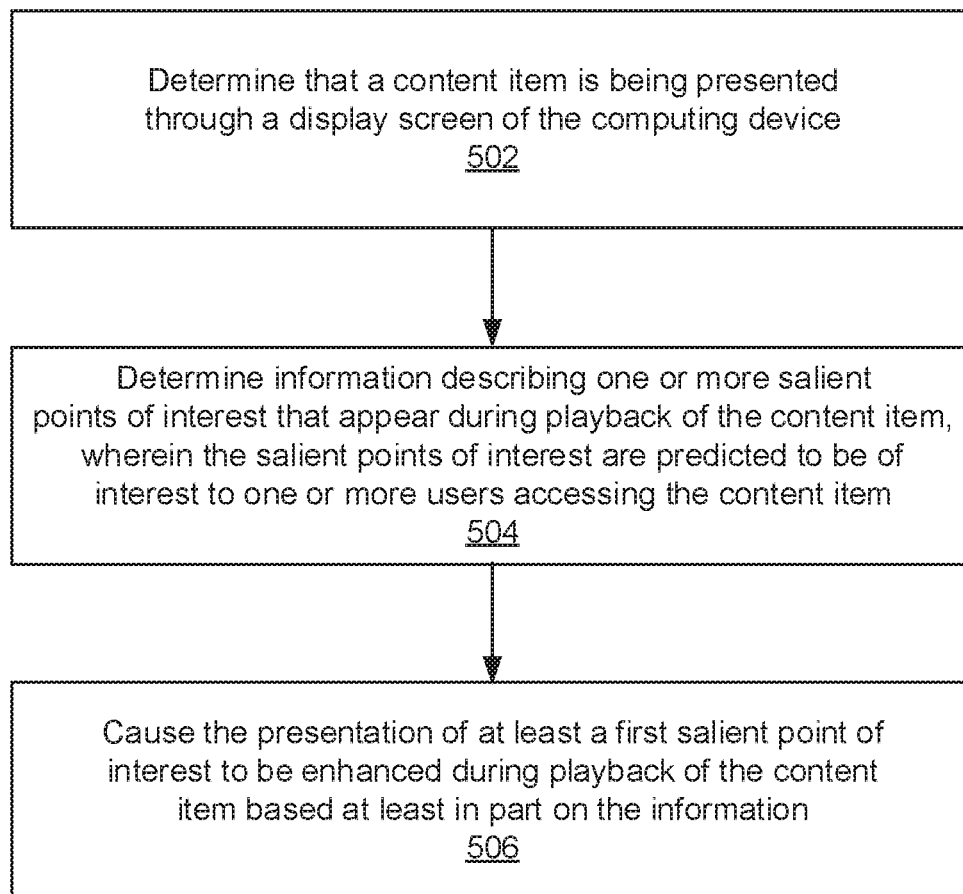 Determine that a content item is being presented
through a display screen of the computing device
502
Determine information describing one or more salient
points of interest that appear during playback of the content item,
wherein the salient points of interest are predicted to be of
interest to one or more users accessing the content item
504
Cause the presentation of at least a first salient point of
interest to be enhanced during playback of the content
item based at least in part on the information
506